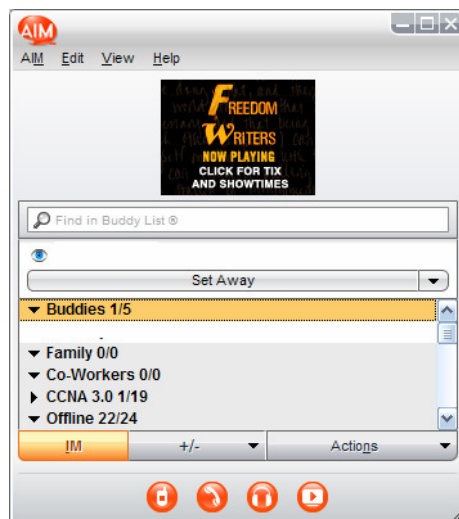 AIM
AIM Edit View Help
FREEDOM
WRITERS
NOW PLAYING
CLICK FOR TIX
AND SHOWTIMES
Find in Buddy List ®
Set Away
Buddies 1/5
Family 0/0
Co-Workers 0/0
CCNA 3.0 1/19
Offline 22/24
IM +/- Actions